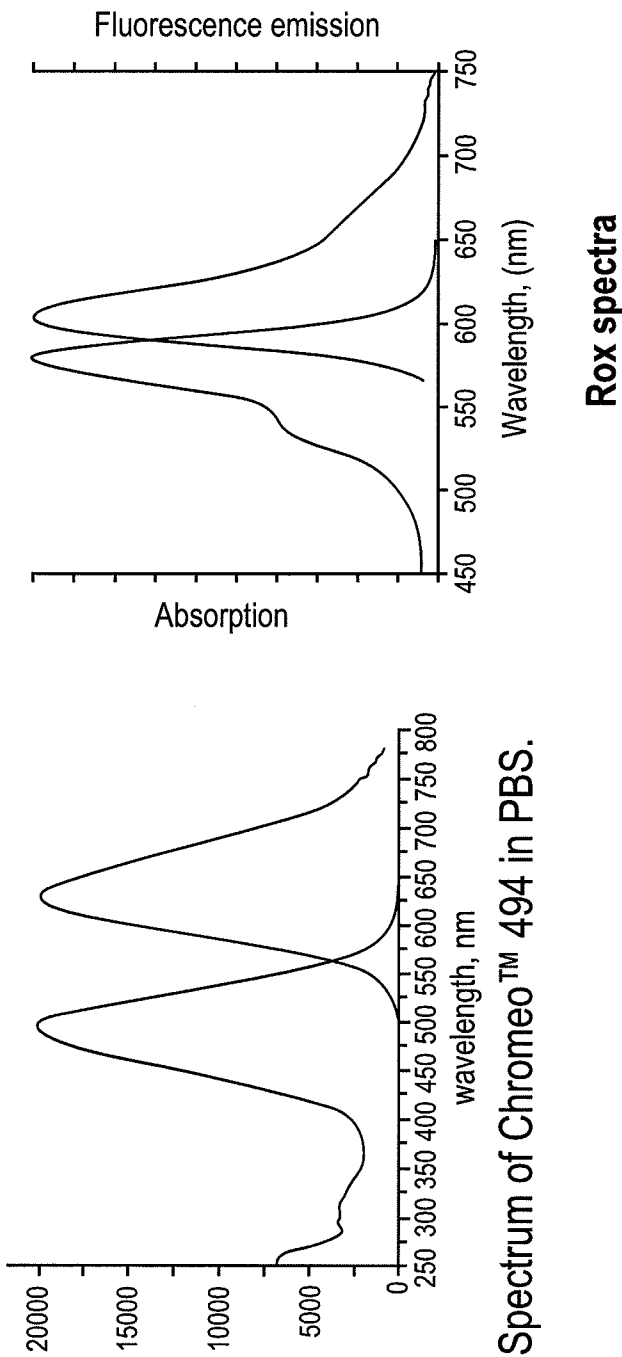 20000
15000
10000
5000
0
250 300 350 400 450 500 550 600 650 700 750 800
wavelength, nm
Spectrum of Chromeo™ 494 in PBS.
Absorption
Fluorescence emission
450 500 550 600 650 700 750
Wavelength, (nm)
Rox spectra